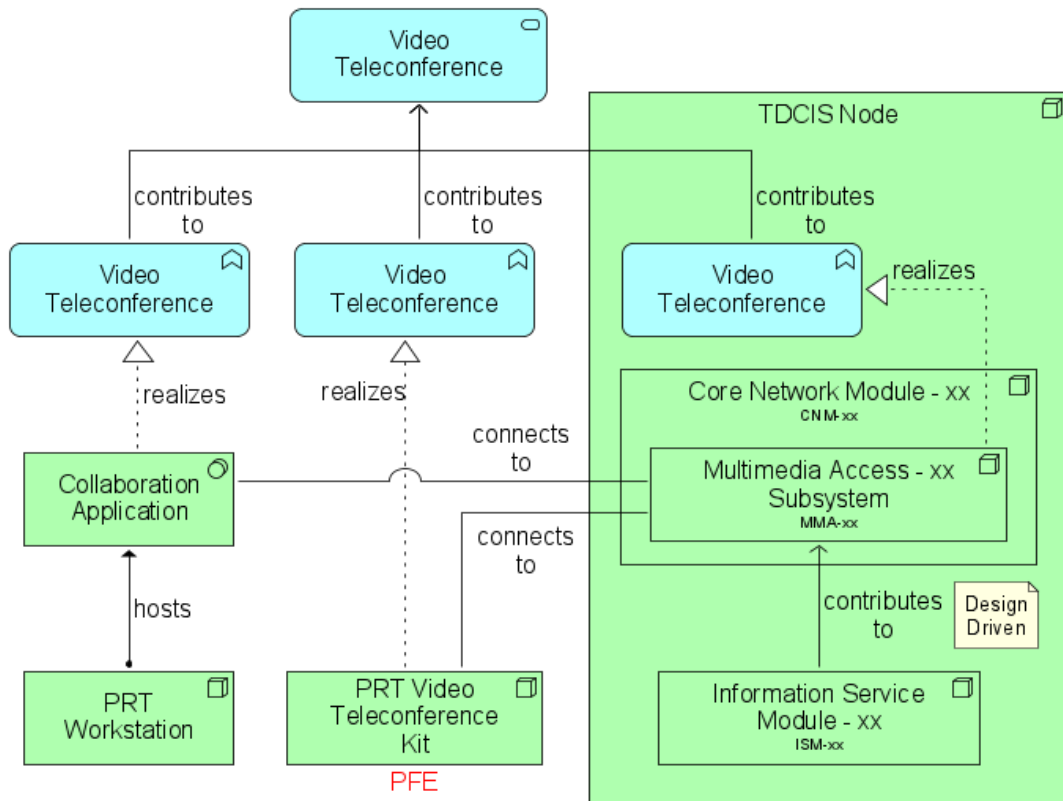 Video
Teleconference
TDCIS Node
contributes
to
contributes
to
contributes
to
Video
Teleconference
Video
Teleconference
Video
Teleconference
realizes
realizes
realizes
Core Network Module - xx
CNM-xx
connects
to
Collaboration
Application
Multimedia Access - xx
Subsystem
MMA-xx
connects
to
hosts
contributes
to
Design
Driven
PRT
Workstation
PRT Video
Teleconference
Kit
PFE
Information Service
Module - xx
ISM-xx